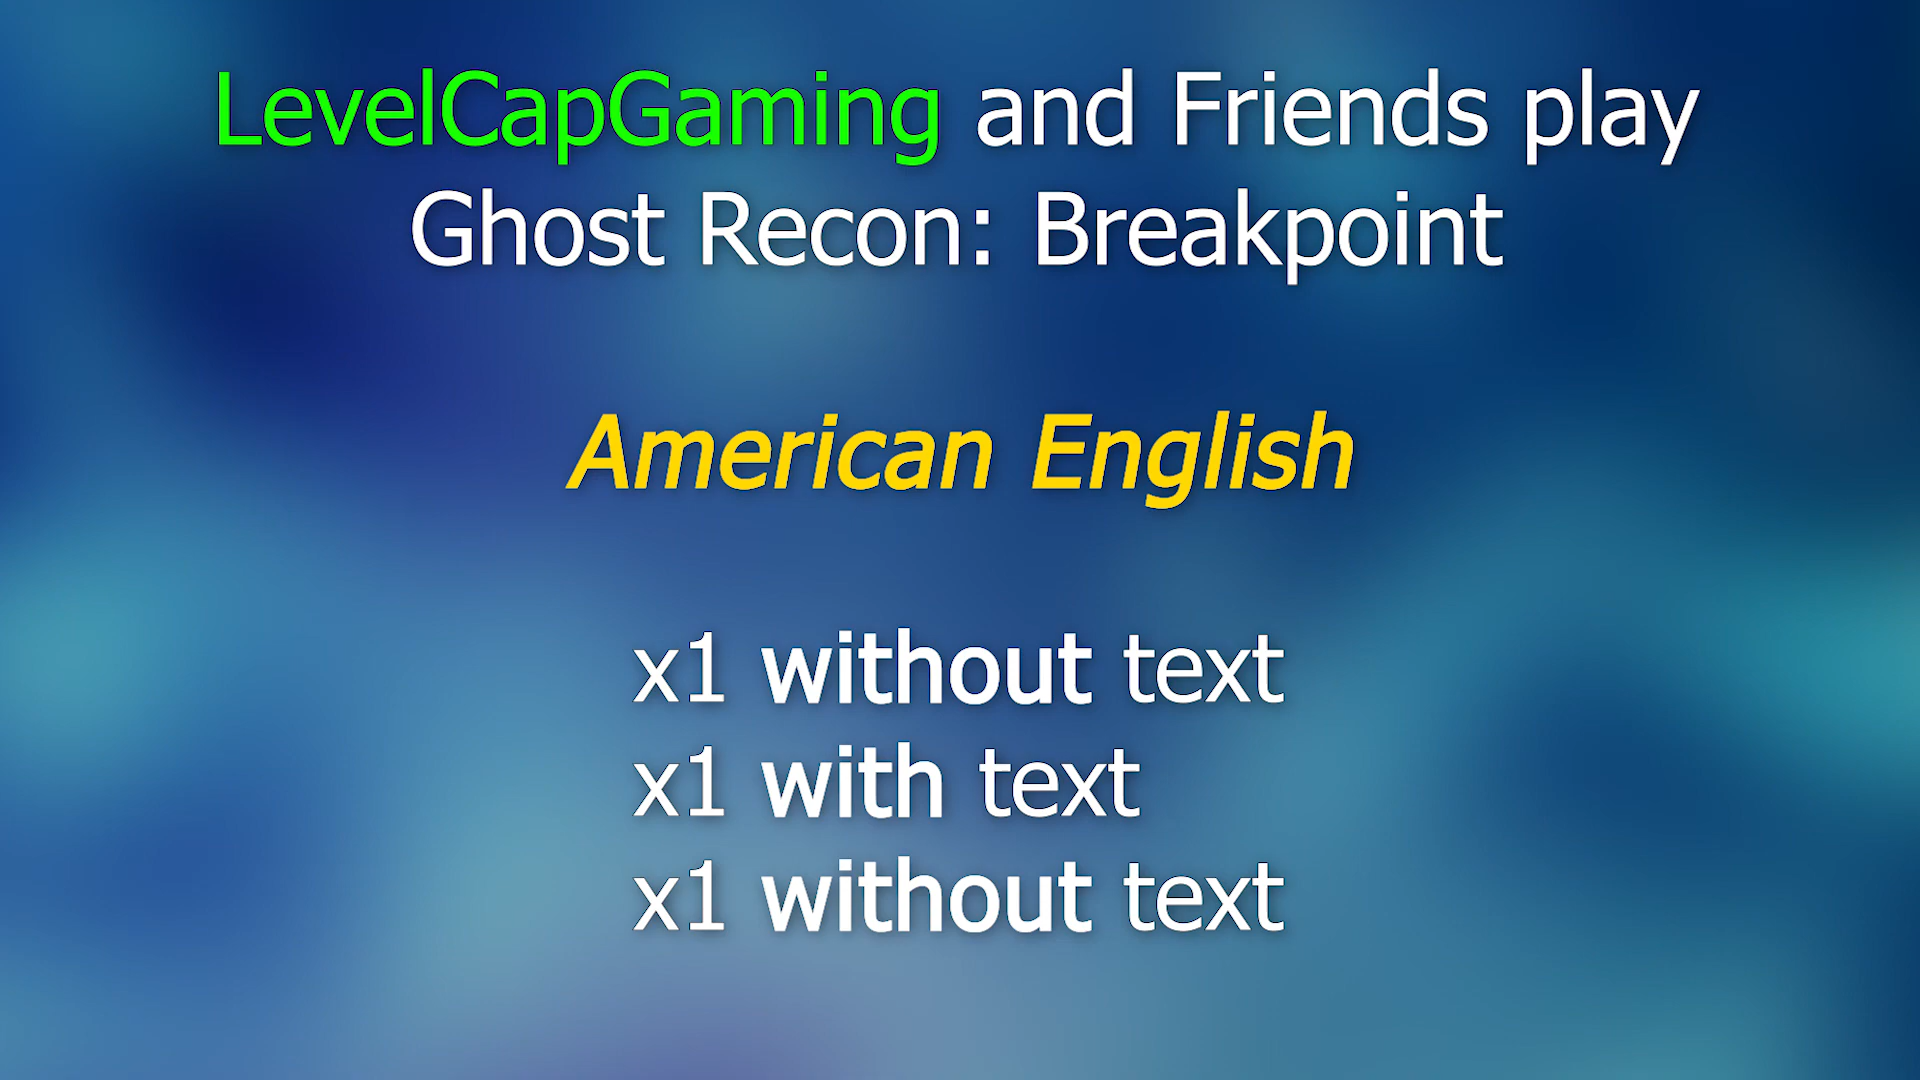 LevelCapGaming and Friends play
Ghost Recon: Breakpoint
American English
x1 without text
x1 with text
x1 without text